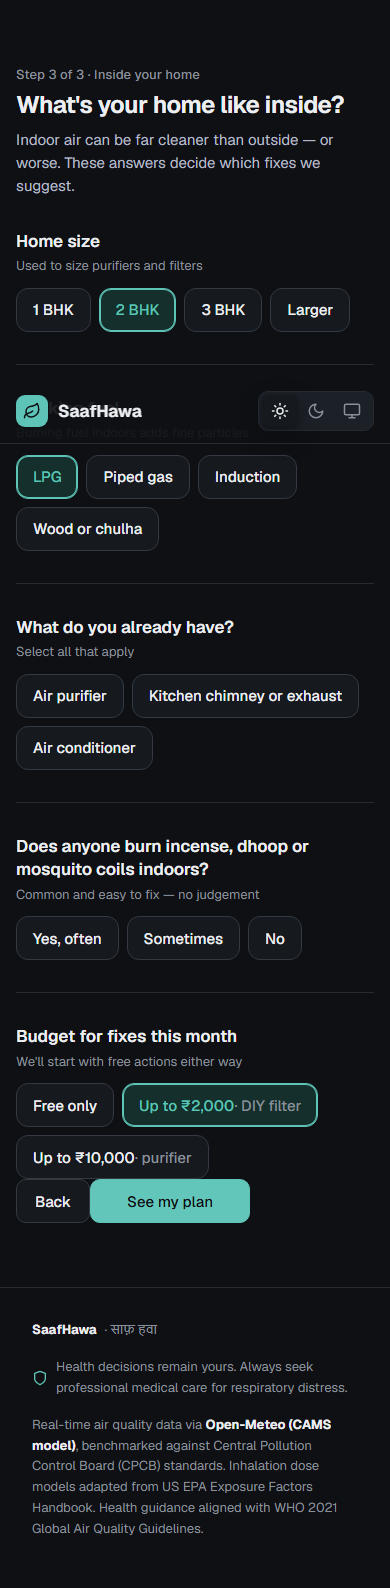 Step 3 of 3 · Inside your home
What's your home like inside?
Indoor air can be far cleaner than outside — or
worse. These answers decide which fixes we
suggest.
Home size
Used to size purifiers and filters
1 BHK
2 BHK
3 BHK
Larger
SaafHawa
Burning fuel indoors adds fine particles
LPG
Piped gas
Induction
Wood or chulha
What do you already have?
Select all that apply
Air purifier
Kitchen chimney or exhaust
Air conditioner
Does anyone burn incense, dhoop or
mosquito coils indoors?
Common and easy to fix — no judgement
Yes, often
Sometimes
No
Budget for fixes this month
We'll start with free actions either way
Free only
Up to ₹2,000· DIY filter
Up to ₹10,000· purifier
Back
See my plan
SaafHawa · साफ़ हवा
Health decisions remain yours. Always seek
professional medical care for respiratory distress.
Real-time air quality data via Open-Meteo (CAMS
model), benchmarked against Central Pollution
Control Board (CPCB) standards. Inhalation dose
models adapted from US EPA Exposure Factors
Handbook. Health guidance aligned with WHO 2021
Global Air Quality Guidelines.